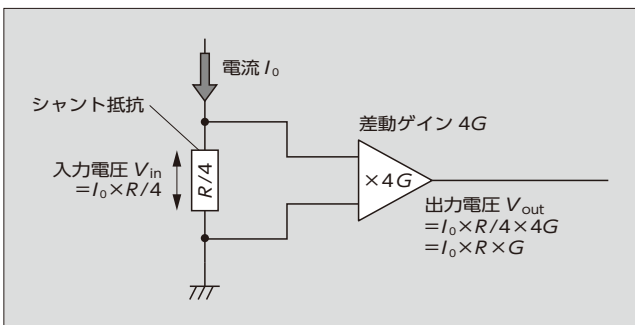 電流 I₀
シャント抵抗
差動ゲイン 4G
入力電圧 Vin
=I₀×R/4
R/4
×4G
出力電圧 Vout
=I₀×R/4×4G
=I₀×R×G